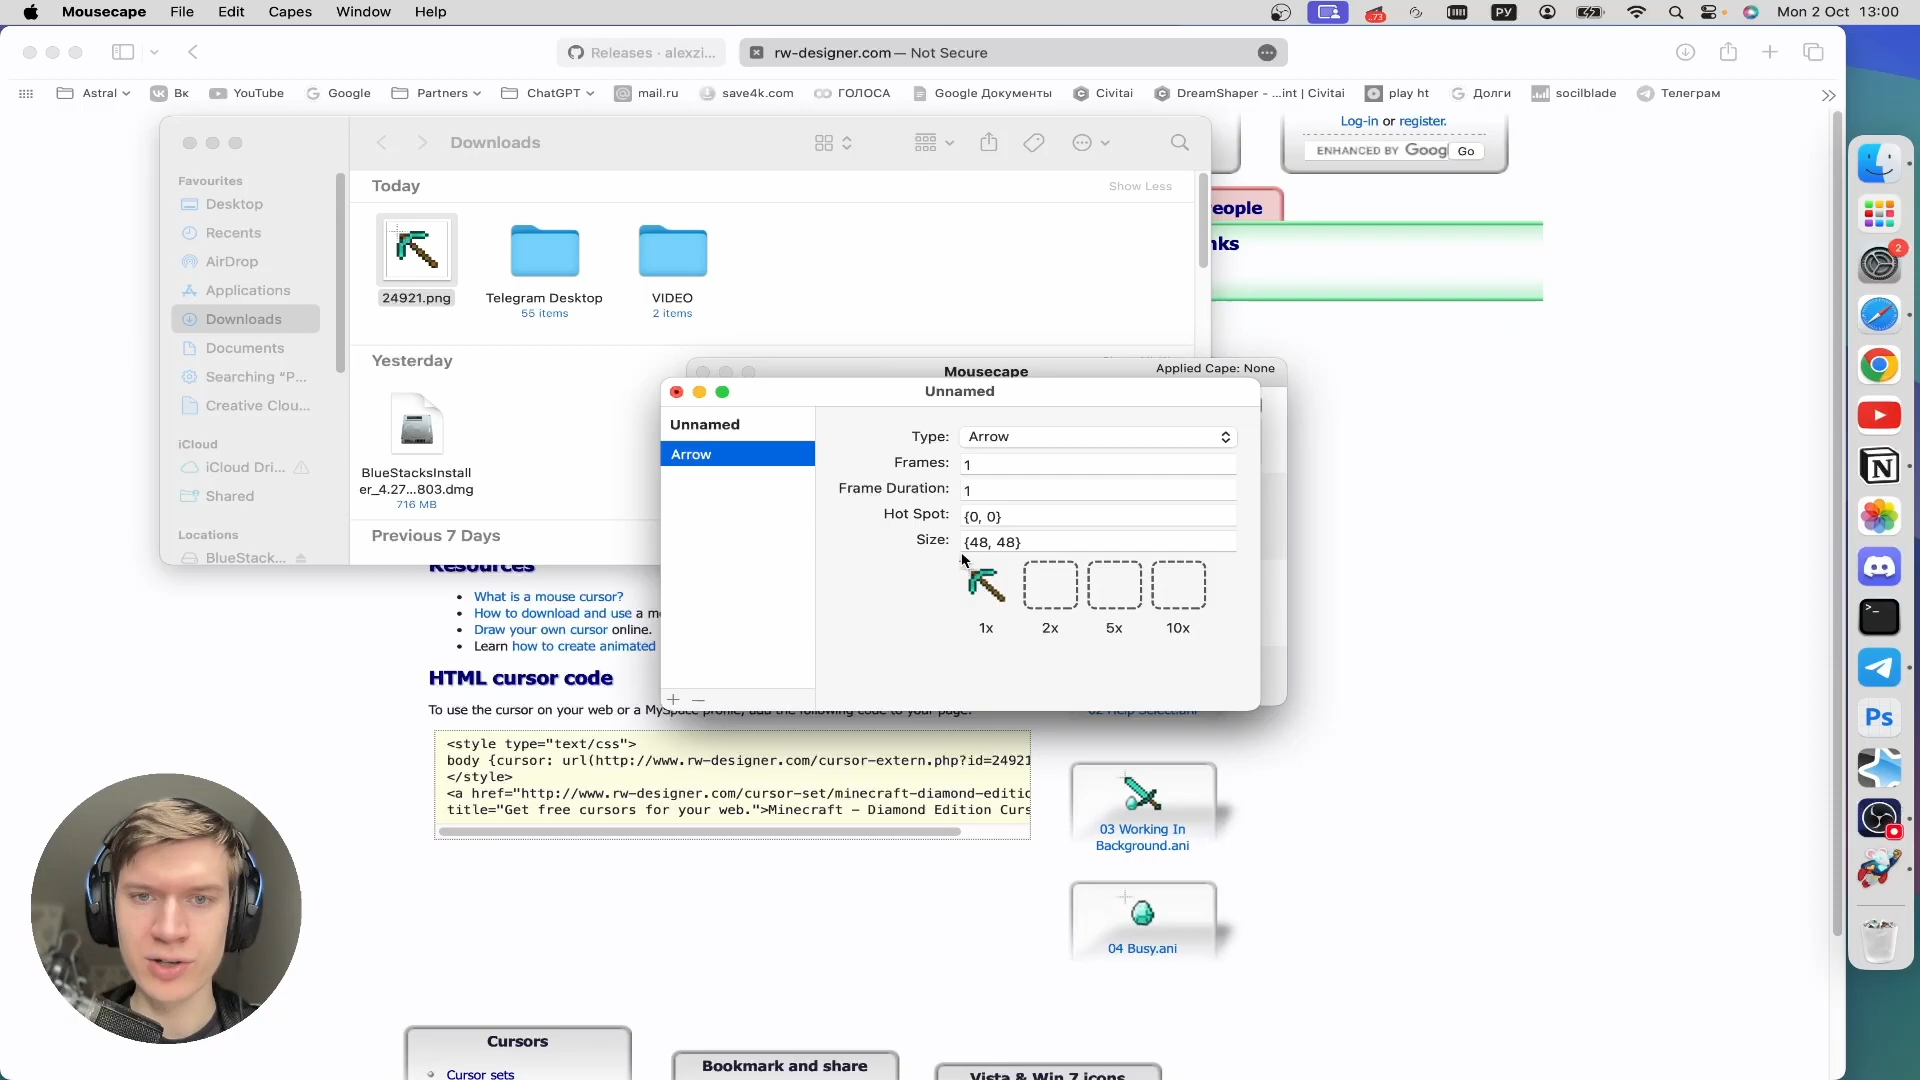 Mousescape File Edit Capes Window Help
.73
РУ
Mon 2 Oct 13:00
Releases · alexzi...
rw-designer.com — Not Secure
Astral
Вк
YouTube
Google
Partners
ChatGPT
mail.ru
save4k.com
ГОЛОСА
Google Документы
Civitai
DreamShaper - ...int | Civitai
play ht
Долги
socilblade
Телеграм
Log-in or register.
ENHANCED BY Goog
Go
eople
nks
Downloads
Favourites
Desktop
Recents
AirDrop
Applications
Downloads
Documents
Searching “P...
Creative Clou...
iCloud
iCloud Dri...
Shared
Locations
BlueStack...
Today
Show Less
24921.png
Telegram Desktop
55 items
VIDEO
2 items
Yesterday
BlueStacksInstall
er_4.27...803.dmg
716 MB
Previous 7 Days
Mousescape
Applied Cape: None
Unnamed
Unnamed
Arrow
Type: Arrow
Frames: 1
Frame Duration: 1
Hot Spot: {0, 0}
Size: {48, 48}
1x 2x 5x 10x
Resources
What is a mouse cursor?
How to download and use a m
Draw your own cursor online.
Learn how to create animated
HTML cursor code
To use the cursor on your web or a MySpace profile, add the following code to your page.
<style type="text/css">
body {cursor: url(http://www.rw-designer.com/cursor-extern.php?id=24921
</style>
<a href="http://www.rw-designer.com/cursor-set/minecraft-diamond-editio
title="Get free cursors for your web.">Minecraft - Diamond Edition Curs
02 Help Select.ani
03 Working In
Background.ani
04 Busy.ani
Cursors
Cursor sets
Bookmark and share
Vista & Win 7 icons
2
Ps